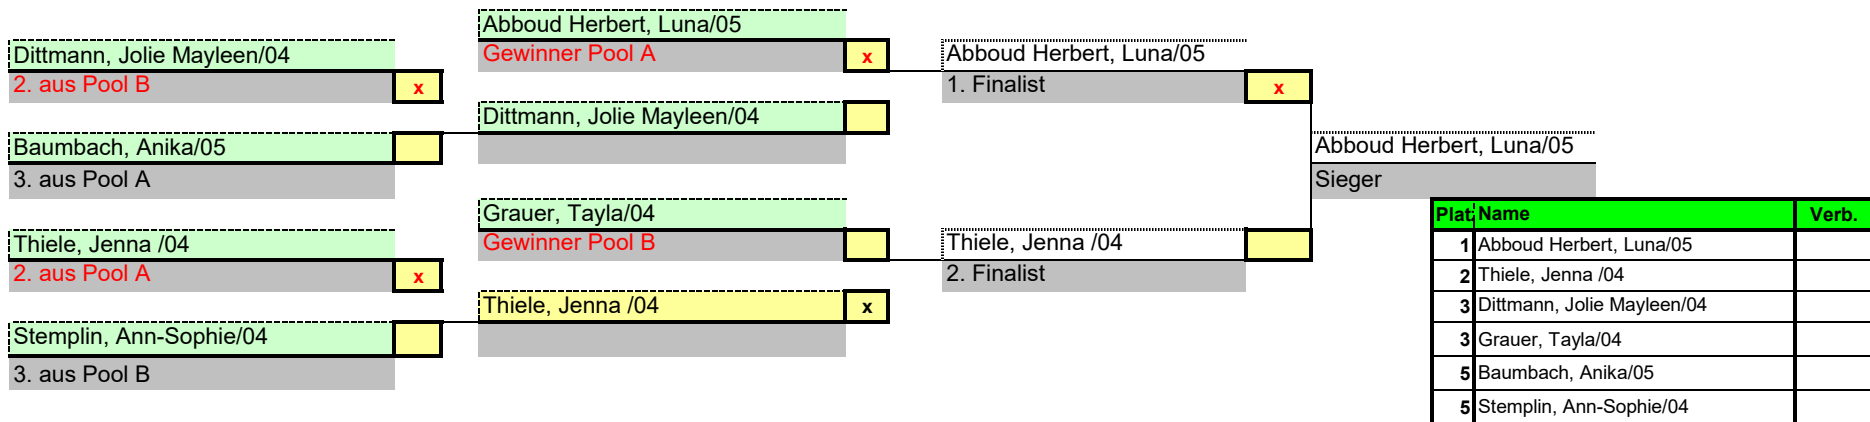 Dittmann, Jolie Mayleen/04
2. aus Pool B x
Baumbach, Anika/05
3. aus Pool A
Thiele, Jenna /04
2. aus Pool A x
Stemplin, Ann-Sophie/04
3. aus Pool B
Abboud Herbert, Luna/05
Gewinner Pool A x
Dittmann, Jolie Mayleen/04
Grauer, Tayla/04
Gewinner Pool B
Thiele, Jenna /04 x
Abboud Herbert, Luna/05
1. Finalist x
Thiele, Jenna /04
2. Finalist
Abboud Herbert, Luna/05
Sieger
Plat: Name Verb.
1 Abboud Herbert, Luna/05
2 Thiele, Jenna /04
3 Dittmann, Jolie Mayleen/04
3 Grauer, Tayla/04
5 Baumbach, Anika/05
5 Stemplin, Ann-Sophie/04